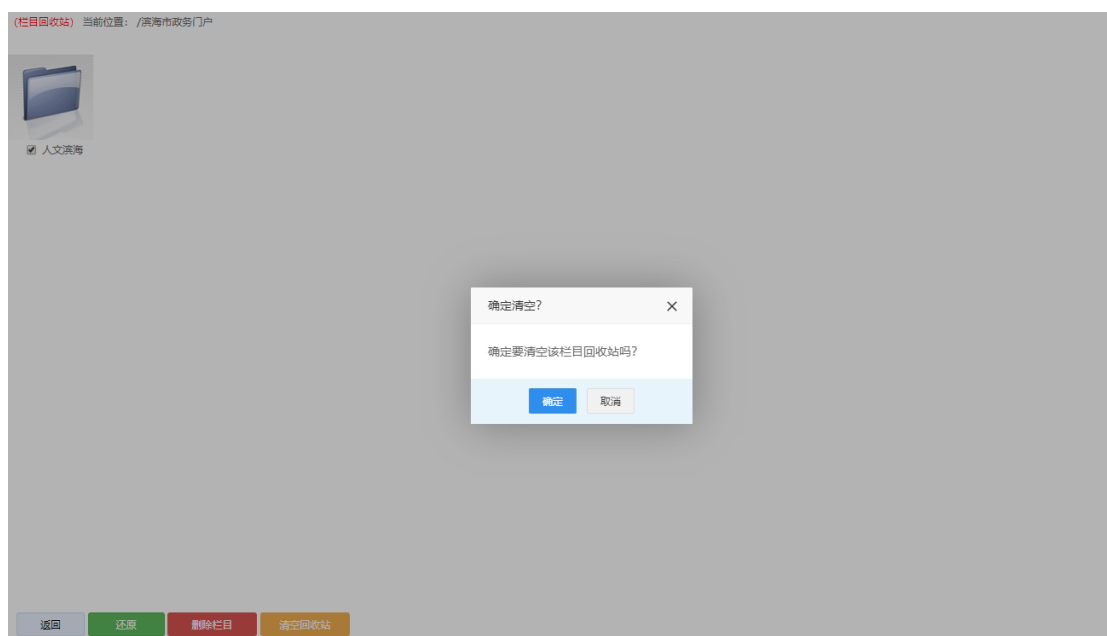 (栏目回收站) 当前位置： /滨海市政务门户
人文滨海
确定清空?
确定要清空该栏目回收站吗?
确定 取消
返回 还原 删除栏目 清空回收站